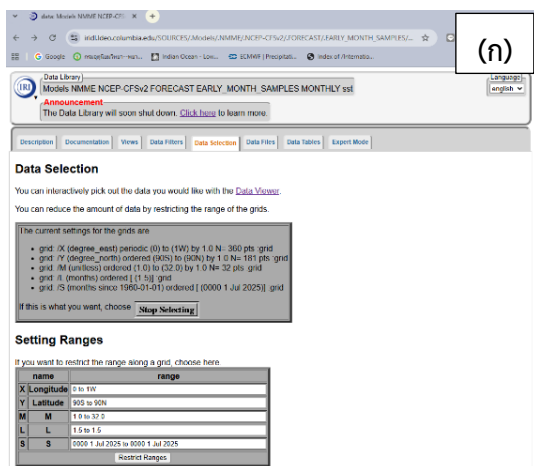 data: Models NMME NCEP-CFS
iridl.ldeo.columbia.edu/SOURCES/.Models/.NMME/.NCEP-CFSv2/.FORECAST/.EARLY_MONTH_SAMPLES/...
Google
Indian Ocean - Low...
ECMWF | Precipitati...
Index of /internatio...
(ก)
IRI
Data Library
Models NMME NCEP-CFSv2 FORECAST EARLY_MONTH_SAMPLES MONTHLY sst
Language
english
Announcement
The Data Library will soon shut down. Click here to learn more.
Description Documentation Views Data Filters Data Selection Data Files Data Tables Expert Mode
Data Selection
You can interactively pick out the data you would like with the Data Viewer.
You can reduce the amount of data by restricting the range of the grids.
The current settings for the grids are
grid: /X (degree_east) periodic (0) to (1W) by 1.0 N= 360 pts :grid
grid: /Y (degree_north) ordered (90S) to (90N) by 1.0 N= 181 pts :grid
grid: /M (unitless) ordered (1.0) to (32.0) by 1.0 N= 32 pts :grid
grid: /L (months) ordered [ (1.5)] :grid
grid: /S (months since 1960-01-01) ordered [ (0000 1 Jul 2025)] :grid
If this is what you want, choose Stop Selecting
Setting Ranges
If you want to restrict the range along a grid, choose here.
name range
X Longitude 0 to 1W
Y Latitude 90S to 90N
M M 1.0 to 32.0
L L 1.5 to 1.5
S S 0000 1 Jul 2025 to 0000 1 Jul 2025
Restrict Ranges